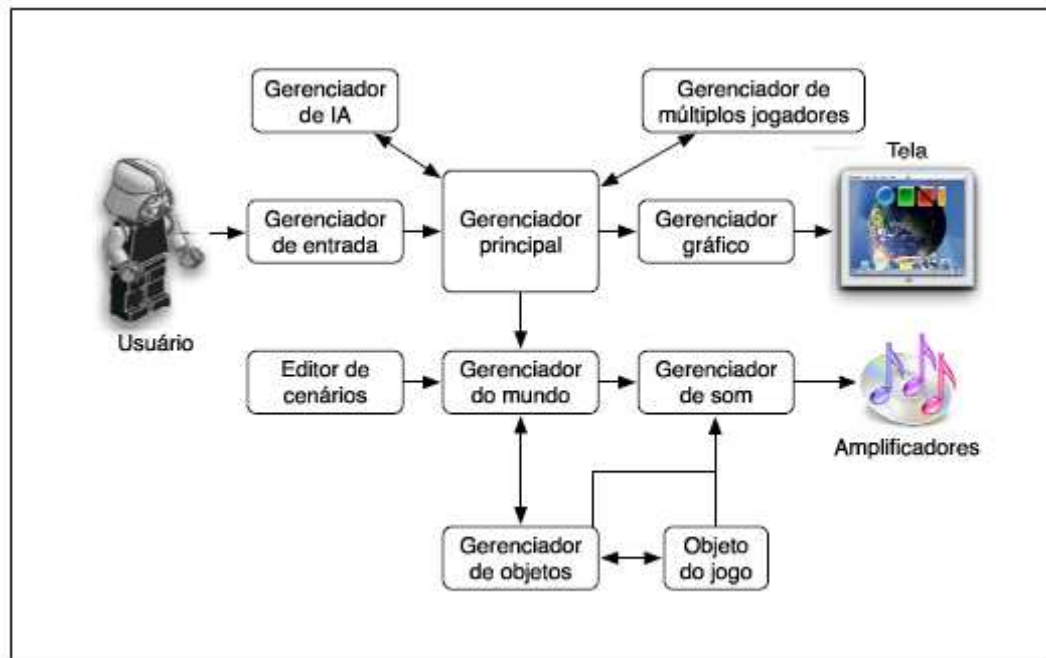 Gerenciador
de IA
Gerenciador de
múltiplos jogadores
Tela
Gerenciador
de entrada
Gerenciador
principal
Gerenciador
gráfico
Usuário
Editor de
cenários
Gerenciador
do mundo
Gerenciador
de som
Amplificadores
Gerenciador
de objetos
Objeto
do jogo